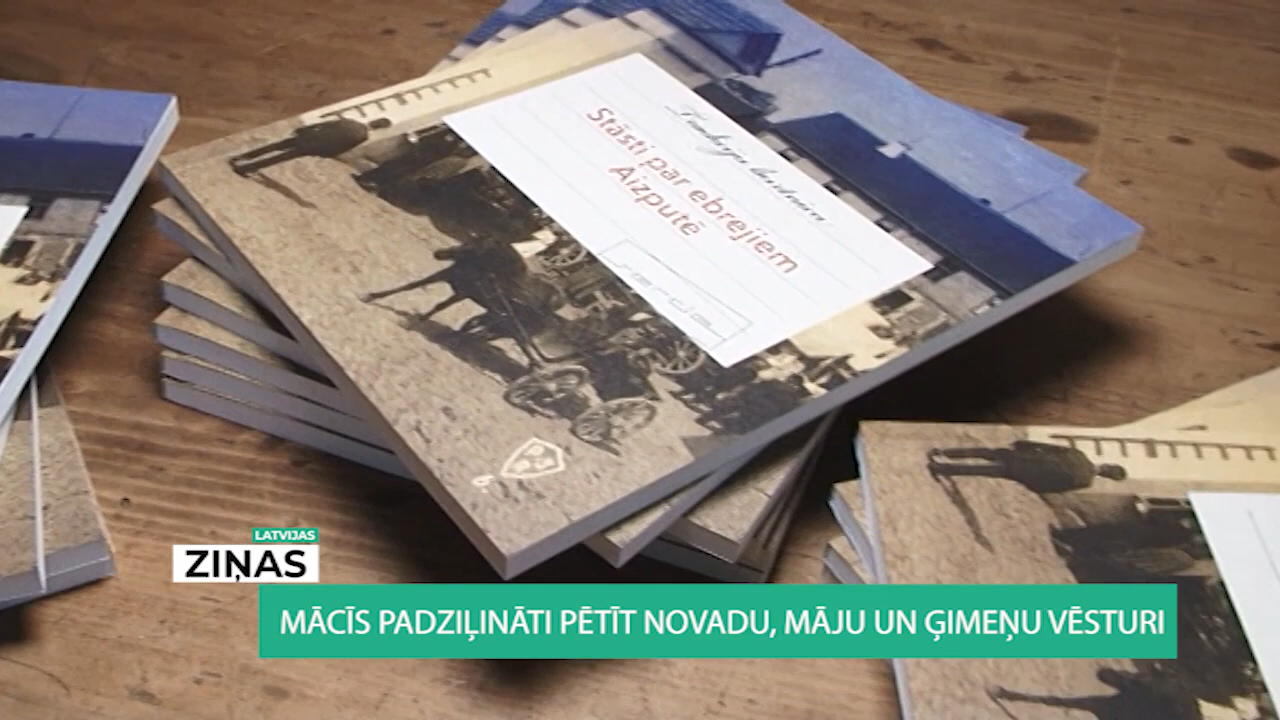 Stāsti par ebrejiem
Aizputē
LATVIJAS
ZIŅAS
MĀCĪS PADZIĻINĀTI PĒTĪT NOVADU, MĀJU UN ĢIMEŅU VĒSTURI